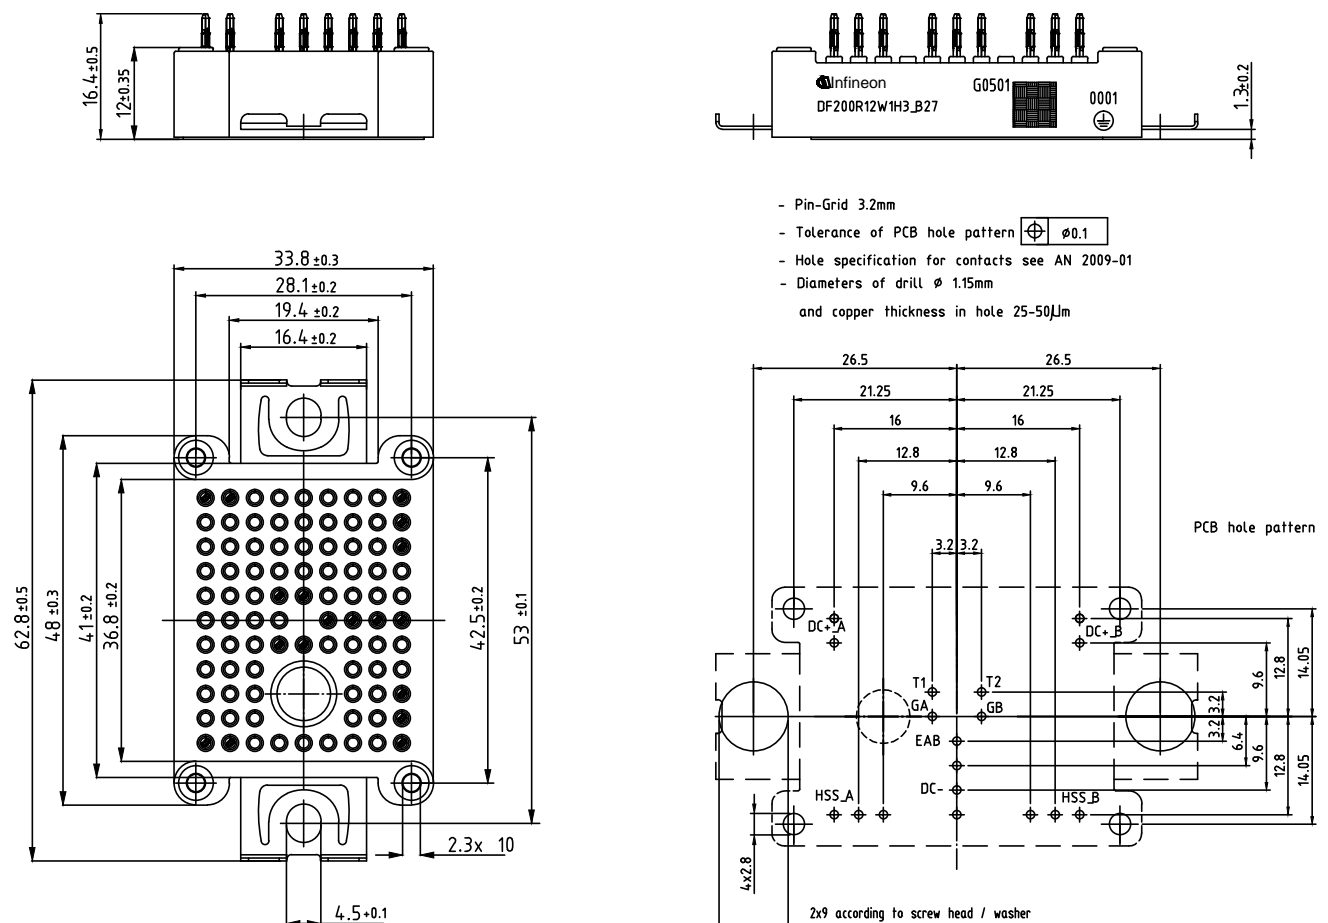 16.4±0.5
12±0.35
Infineon
DF200R12W1H3_B27
G0501
0001
1.3±0.2
- Pin-Grid 3.2mm
- Tolerance of PCB hole pattern ⌖ ⌀0.1
- Hole specification for contacts see AN 2009-01
- Diameters of drill ⌀ 1.15mm
and copper thickness in hole 25-50µm
33.8 ±0.3
28.1±0.2
19.4 ±0.2
16.4±0.2
62.8 ±0.5
48 ±0.3
41 ±0.2
36.8 ±0.2
42.5 ±0.2
53 ±0.1
2.3x 10
4.5+0.1
26.5 26.5
21.25 21.25
16 16
12.8 12.8
9.6 9.6
3.2 3.2
PCB hole pattern
DC+_A
DC+_B
T1 T2
GA GB
EAB
DC-
HSS_A
HSS_B
9.6
12.8
14.05
3.2
3.2
6.4
9.6
12.8
14.05
4x2.8
2x9 according to screw head / washer